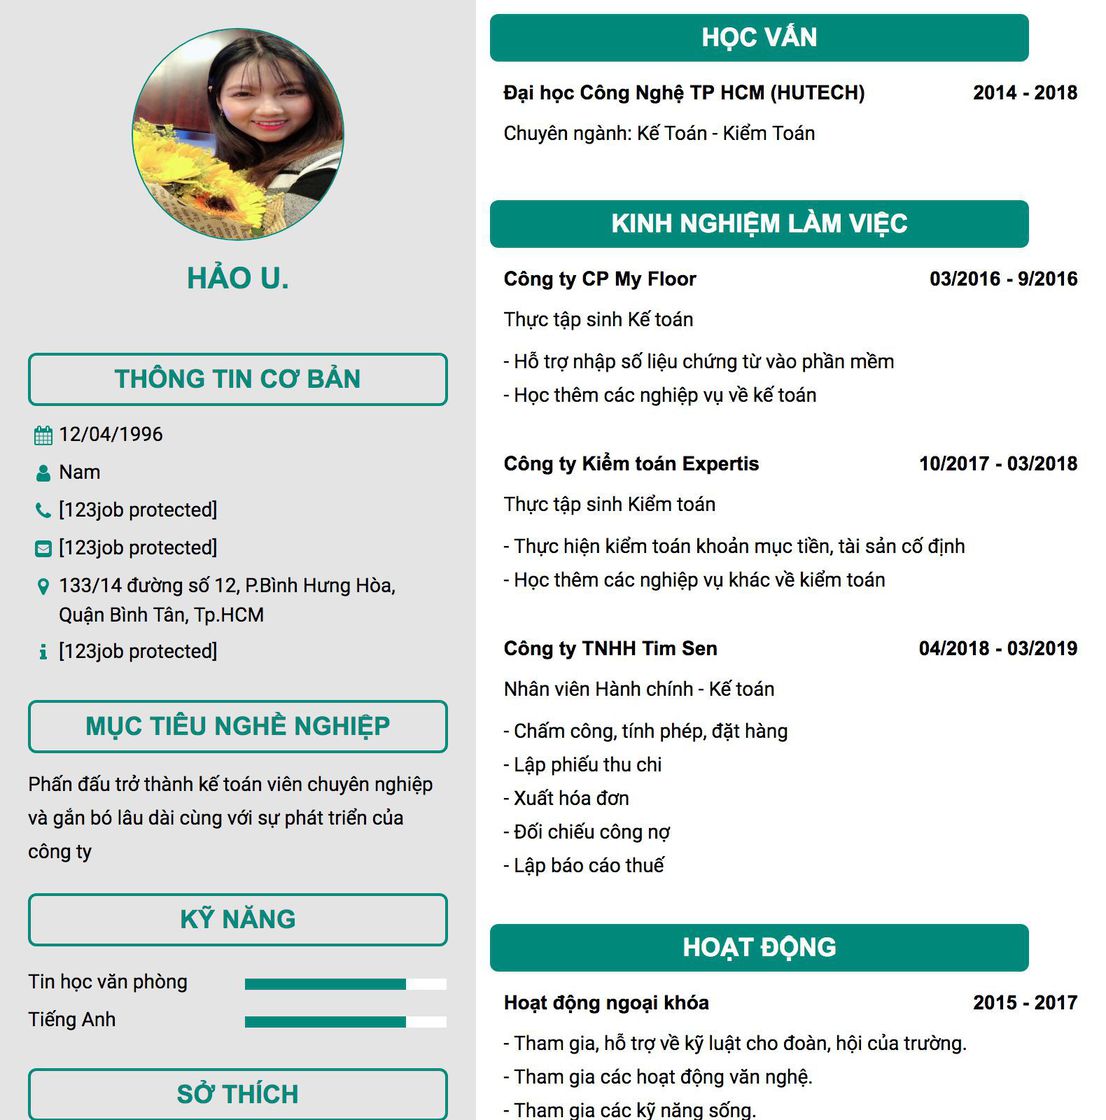 HẢO U.
THÔNG TIN CƠ BẢN
12/04/1996
Nam
[123job protected]
[123job protected]
133/14 đường số 12, P.Bình Hưng Hòa,
Quận Bình Tân, Tp.HCM
[123job protected]
MỤC TIÊU NGHỀ NGHIỆP
Phấn đấu trở thành kế toán viên chuyên nghiệp
và gắn bó lâu dài cùng với sự phát triển của
công ty
KỸ NĂNG
Tin học văn phòng
Tiếng Anh
SỞ THÍCH
HỌC VẤN
Đại học Công Nghệ TP HCM (HUTECH) 2014 - 2018
Chuyên ngành: Kế Toán - Kiểm Toán
KINH NGHIỆM LÀM VIỆC
Công ty CP My Floor 03/2016 - 9/2016
Thực tập sinh Kế toán
- Hỗ trợ nhập số liệu chứng từ vào phần mềm
- Học thêm các nghiệp vụ về kế toán
Công ty Kiểm toán Expertis 10/2017 - 03/2018
Thực tập sinh Kiểm toán
- Thực hiện kiểm toán khoản mục tiền, tài sản cố định
- Học thêm các nghiệp vụ khác về kiểm toán
Công ty TNHH Tim Sen 04/2018 - 03/2019
Nhân viên Hành chính - Kế toán
- Chấm công, tính phép, đặt hàng
- Lập phiếu thu chi
- Xuất hóa đơn
- Đối chiếu công nợ
- Lập báo cáo thuế
HOẠT ĐỘNG
Hoạt động ngoại khóa 2015 - 2017
- Tham gia, hỗ trợ về kỹ luật cho đoàn, hội của trường.
- Tham gia các hoạt động văn nghệ.
- Tham gia các kỹ năng sống.